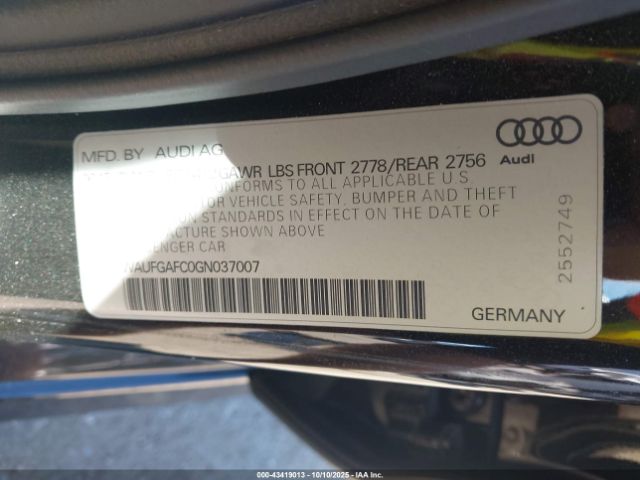 MFD. BY AUDI AG
GAWR LBS FRONT 2778/REAR 2756
CONFORMS TO ALL APPLICABLE U.S.
VEHICLE SAFETY, BUMPER AND THEFT
STANDARDS IN EFFECT ON THE DATE OF
SHOWN ABOVE
CAR
WAUFGAFC0GN037007
GERMANY
Audi
2552749
000-43419013 - 10/10/2025 - Copyright © IAA, Inc.